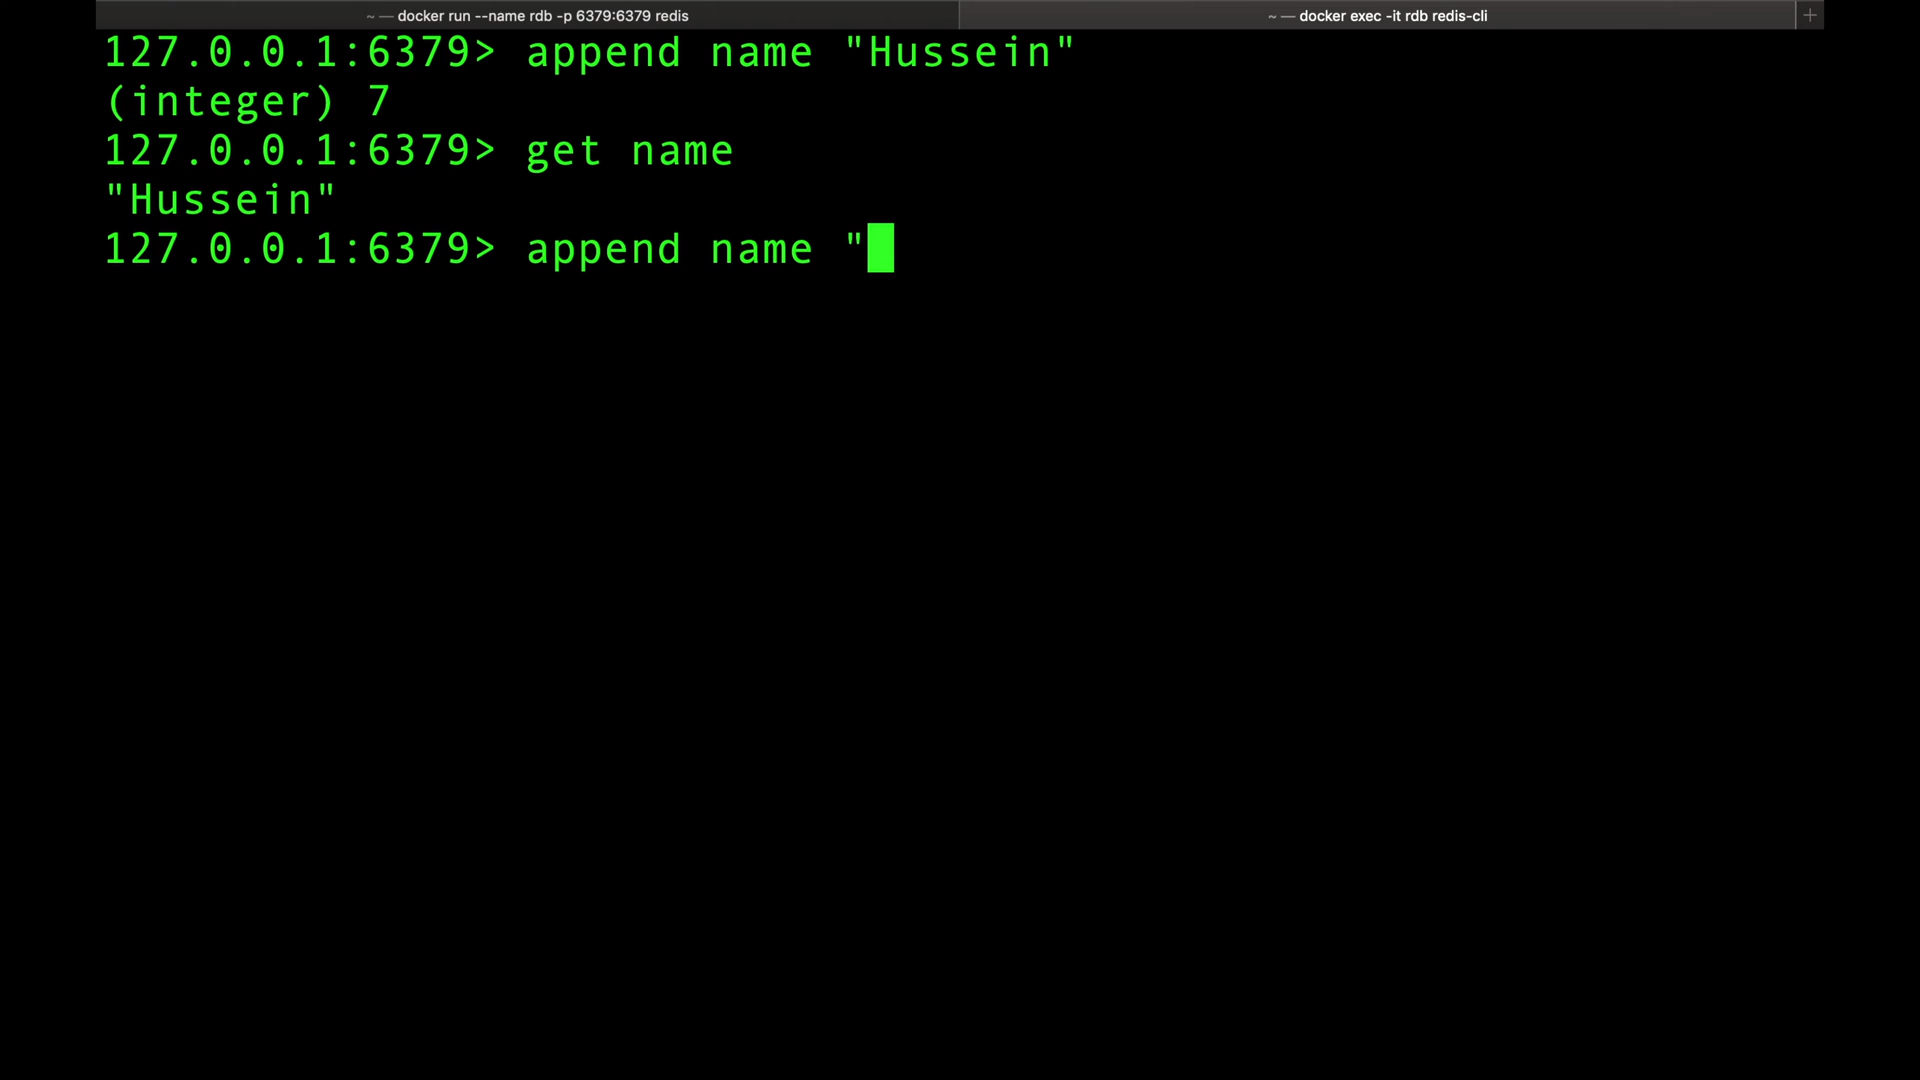 ~ — docker run --name rdb -p 6379:6379 redis
~ — docker exec -it rdb redis-cli
+
127.0.0.1:6379> append name "Hussein"
(integer) 7
127.0.0.1:6379> get name
"Hussein"
127.0.0.1:6379> append name "